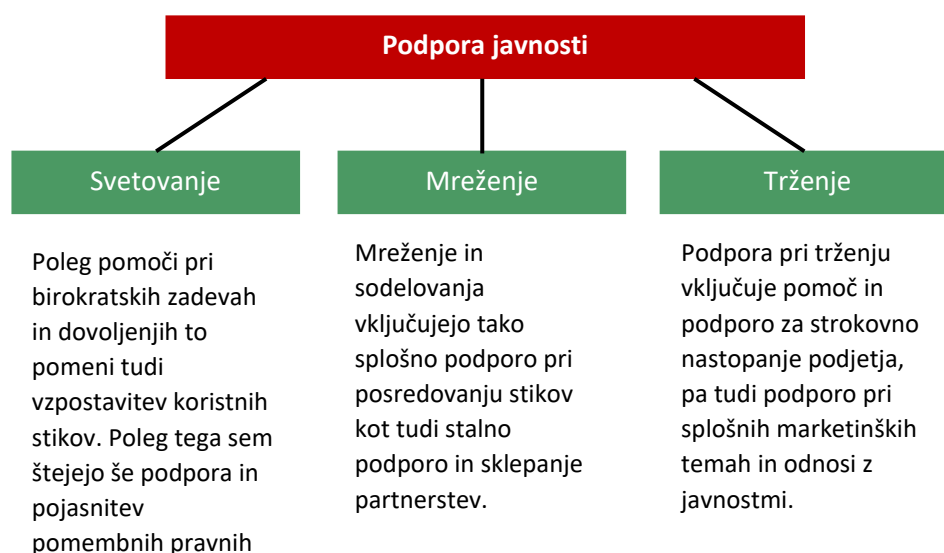 Podpora javnosti
Svetovanje
Poleg pomoči pri
birokratskih zadevah
in dovoljenjih to
pomeni tudi
vzpostavitev koristnih
stikov. Poleg tega sem
štejejo še podpora in
pojasnitev
pomembnih pravnih
Mreženje
Mreženje in
sodelovanja
vključujejo tako
splošno podporo pri
posredovanju stikov
kot tudi stalno
podporo in sklepanje
partnerstev.
Trženje
Podpora pri trženju
vključuje pomoč in
podporo za strokovno
nastopanje podjetja,
pa tudi podporo pri
splošnih marketinških
temah in odnosi z
javnostmi.